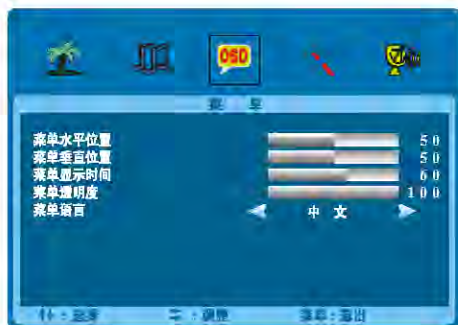 OSD
菜 单
菜单水平位置 50
菜单垂直位置 50
菜单显示时间 60
菜单透明度 100
菜单语言 中 文